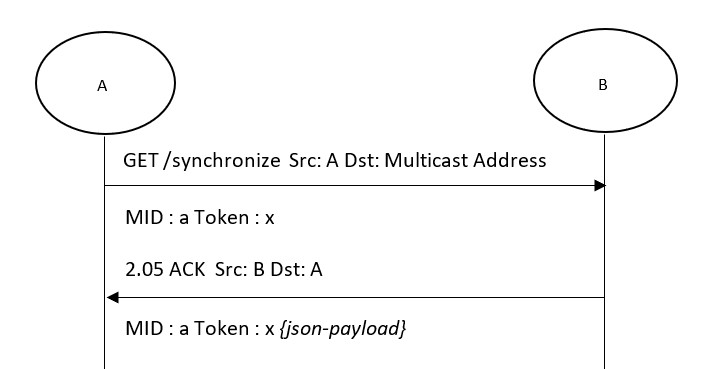 A
B
GET /synchronize Src: A Dst: Multicast Address
MID : a Token : x
2.05 ACK Src: B Dst: A
MID : a Token : x {json-payload}